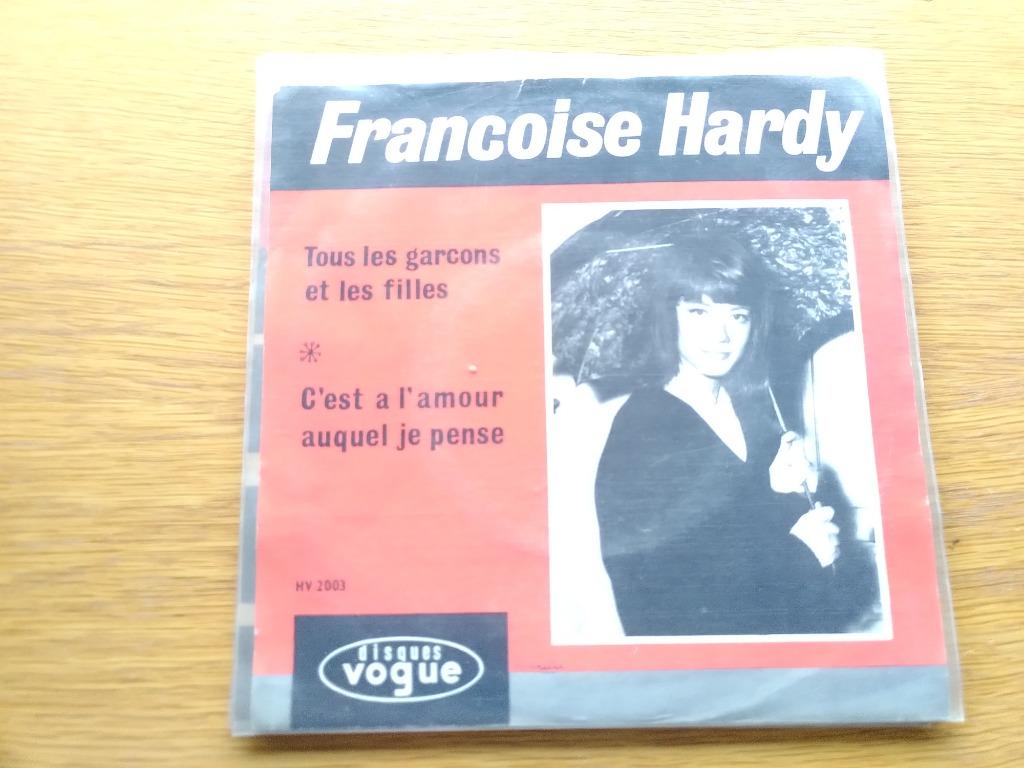 Francoise Hardy
Tous les garcons
et les filles
C'est a l'amour
auquel je pense
HV 2003
disques
vogue